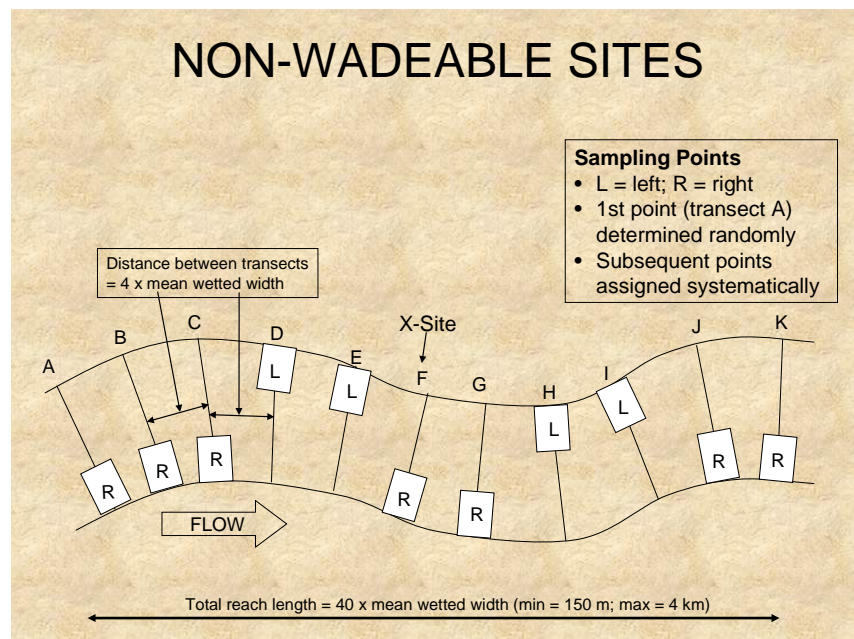 NON-WADEABLE SITES
Sampling Points
• L = left; R = right
• 1st point (transect A)
determined randomly
• Subsequent points
assigned systematically
Distance between transects
= 4 x mean wetted width
X-Site
A
B
C
D
E
F
G
H
I
J
K
R
R
R
L
L
R
R
L
L
R
R
FLOW
Total reach length = 40 x mean wetted width (min = 150 m; max = 4 km)